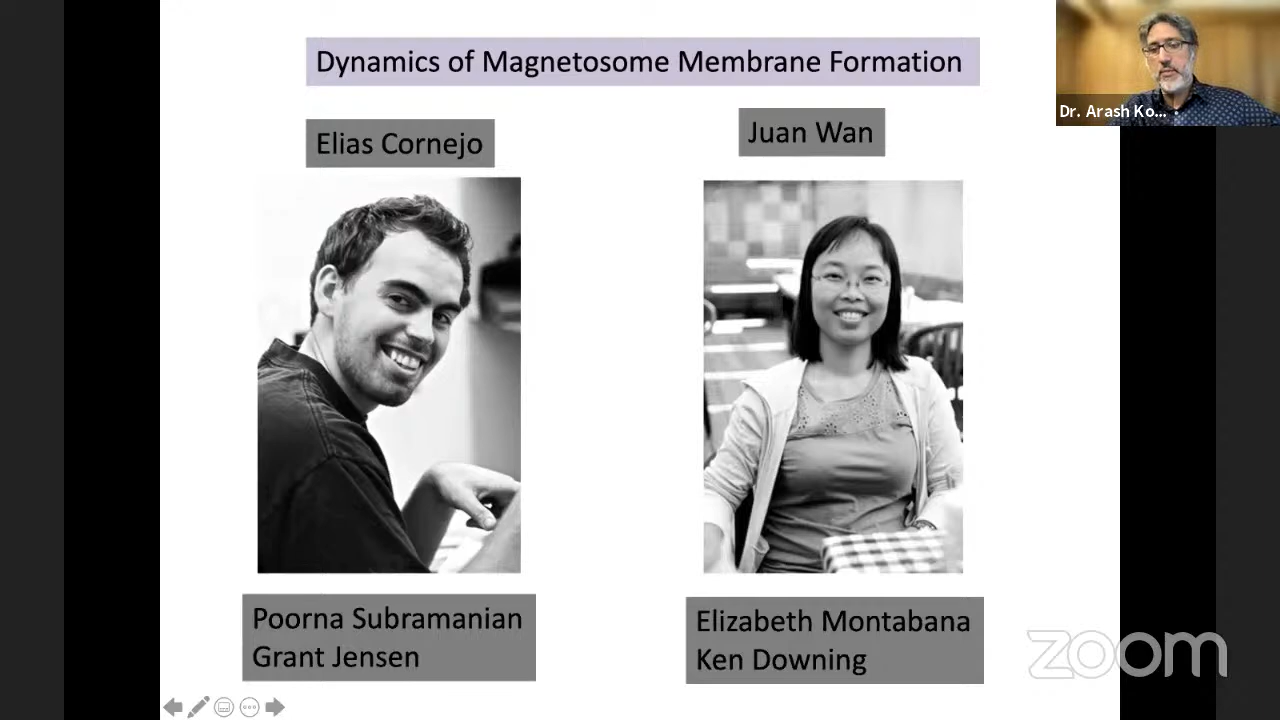 Dynamics of Magnetosome Membrane Formation
Dr. Arash Ko...
Elias Cornejo
Juan Wan
Poorna Subramanian
Grant Jensen
Elizabeth Montabana
Ken Downing
zoom